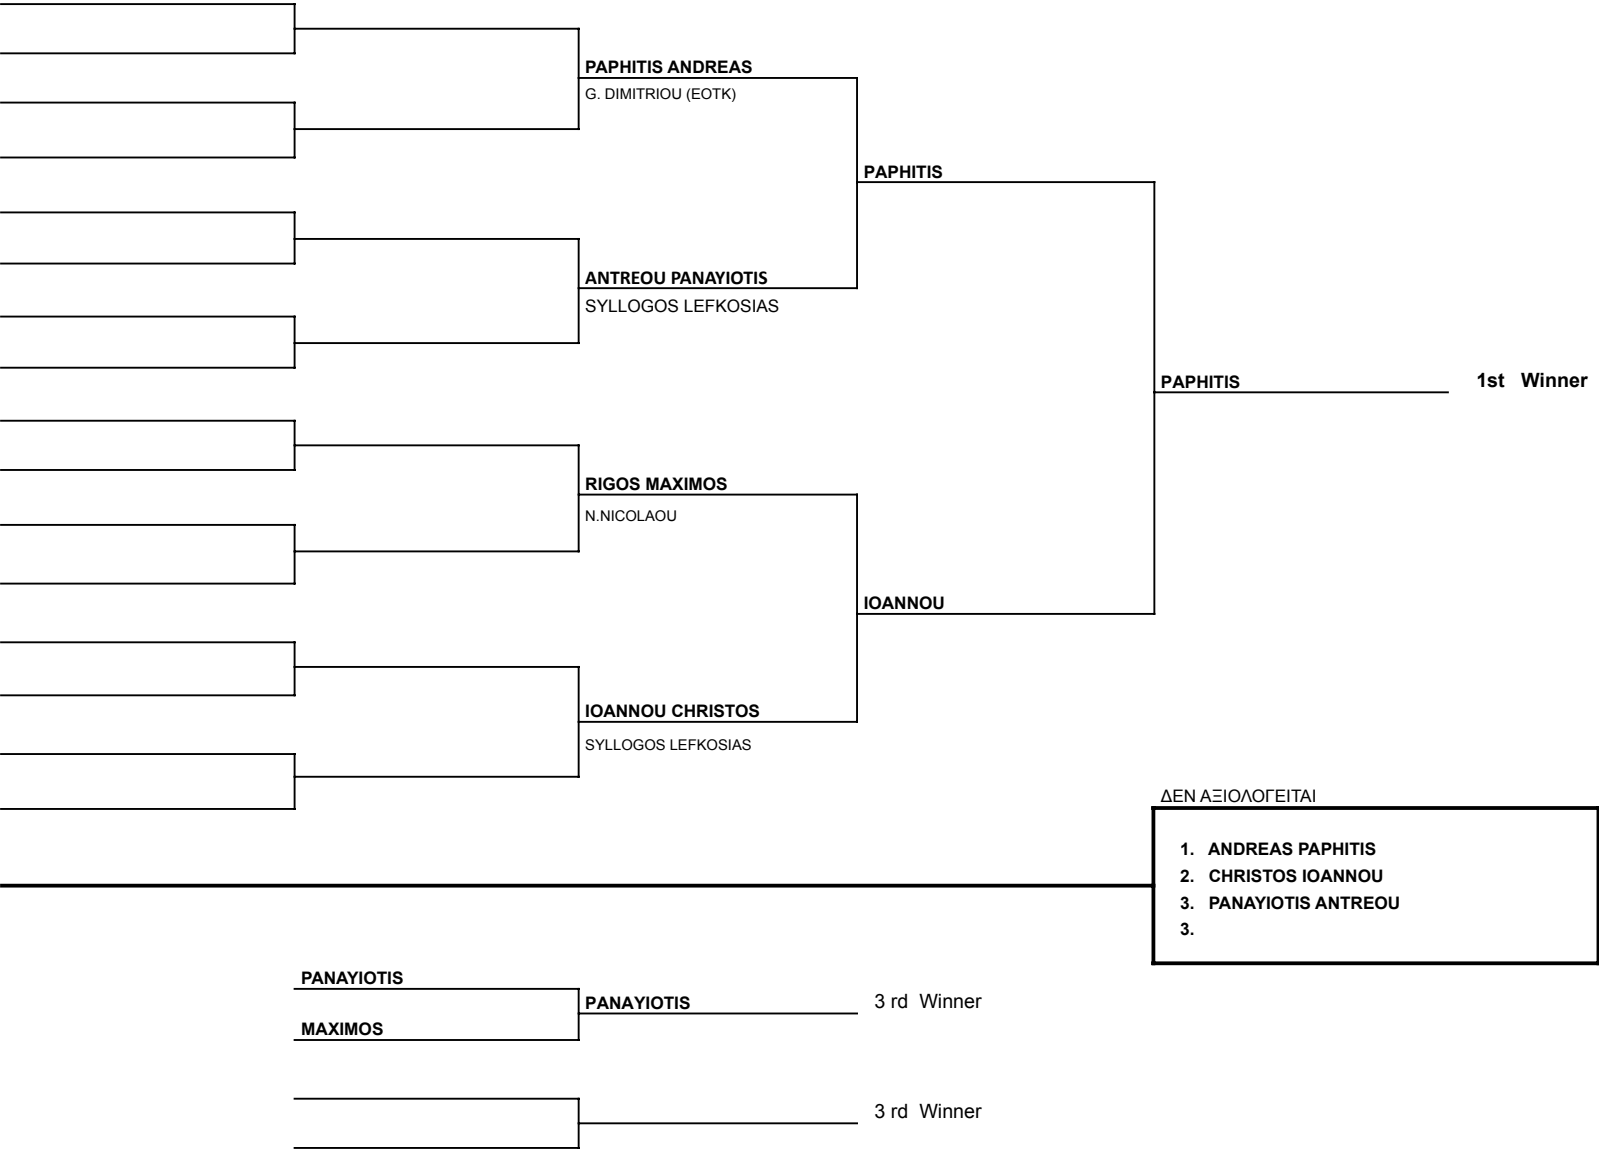 PAPHITIS ANDREAS
G. DIMITRIOU (EOTK)
PAPHITIS
ANTREOU PANAYIOTIS
SYLLOGOS LEFKOSIAS
PAPHITIS
1st Winner
RIGOS MAXIMOS
N.NICOLAOU
IOANNOU
IOANNOU CHRISTOS
SYLLOGOS LEFKOSIAS
ΔΕΝ ΑΞΙΟΛΟΓΕΙΤΑΙ
1. ANDREAS PAPHITIS
2. CHRISTOS IOANNOU
3. PANAYIOTIS ANTREOU
3.
PANAYIOTIS
PANAYIOTIS
3 rd Winner
MAXIMOS
3 rd Winner